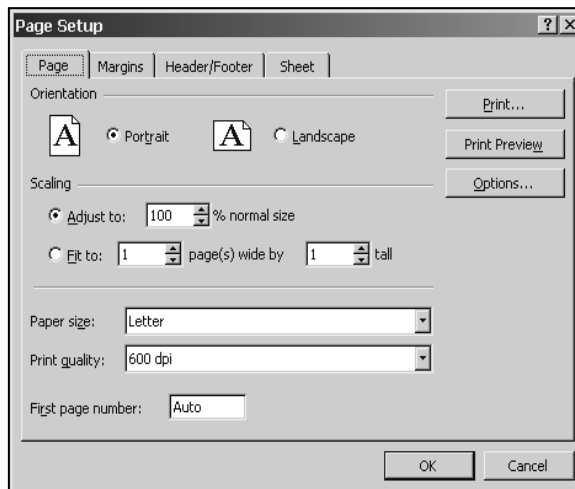 Page Setup ? X
Page Margins Header/Footer Sheet
Orientation
Print...
A Portrait A Landscape
Print Preview
Scaling
Options...
Adjust to: 100 % normal size
Fit to: 1 page(s) wide by 1 tall
Paper size: Letter
Print quality: 600 dpi
First page number: Auto
OK Cancel